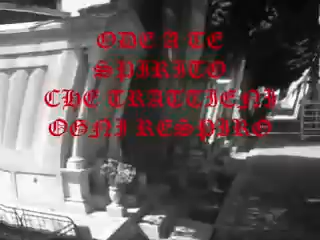 ODE A TE
SPIRITO
CHE TRATTIENI
OGNI RESPIRO